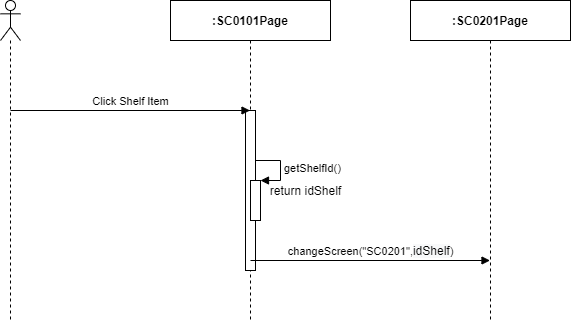 :SC0101Page
:SC0201Page
Click Shelf Item
getShelfId()
return idShelf
changeScreen("SC0201",idShelf)